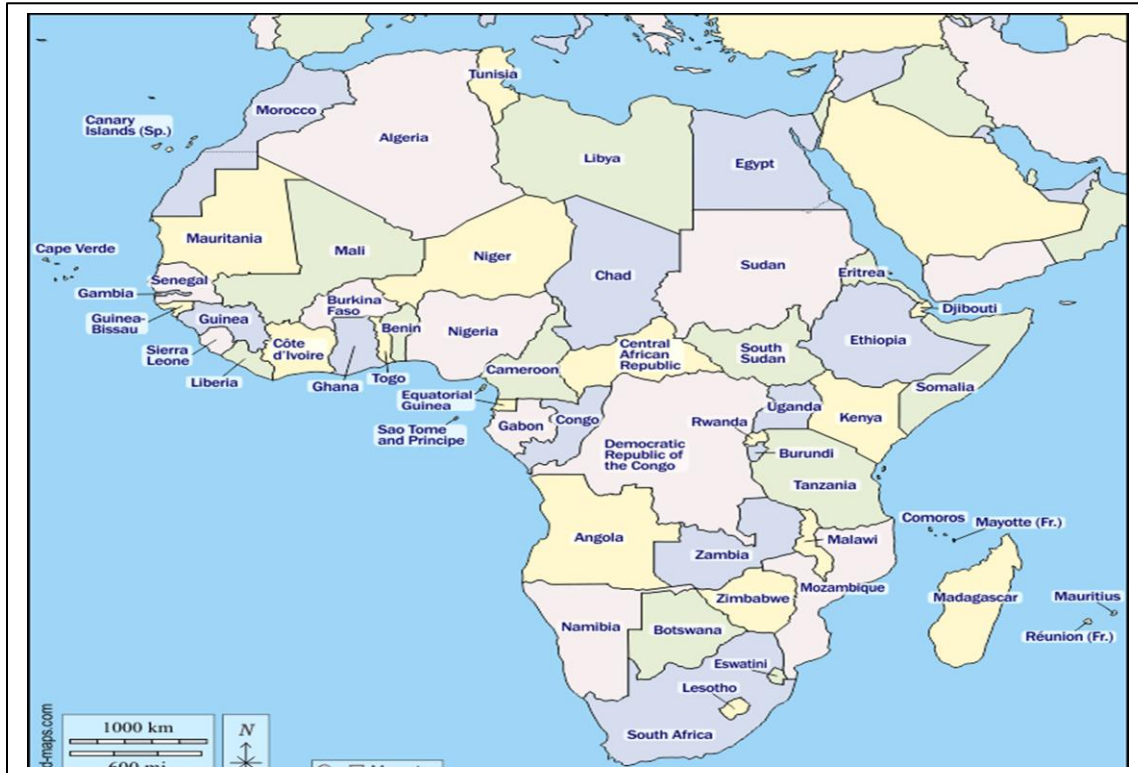 Tunisia
Morocco
Canary
Islands (Sp.)
Algeria
Libya
Egypt
Mauritania
Mali
Niger
Chad
Sudan
Eritrea
Cape Verde
Senegal
Gambia
Guinea-
Bissau
Guinea
Burkina
Faso
Benin
Nigeria
Djibouti
Ethiopia
Sierra
Leone
Côte
d'Ivoire
Liberia
Ghana
Togo
Cameroon
Central
African
Republic
South
Sudan
Somalia
Equatorial
Guinea
Sao Tome
and Principe
Gabon
Congo
Democratic
Republic of
the Congo
Uganda
Kenya
Rwanda
Burundi
Tanzania
Comoros
Mayotte (Fr.)
Angola
Zambia
Malawi
Mozambique
Madagascar
Mauritius
Réunion (Fr.)
Zimbabwe
Namibia
Botswana
Eswatini
Lesotho
South Africa
d-maps.com
1000 km
600 mi
N